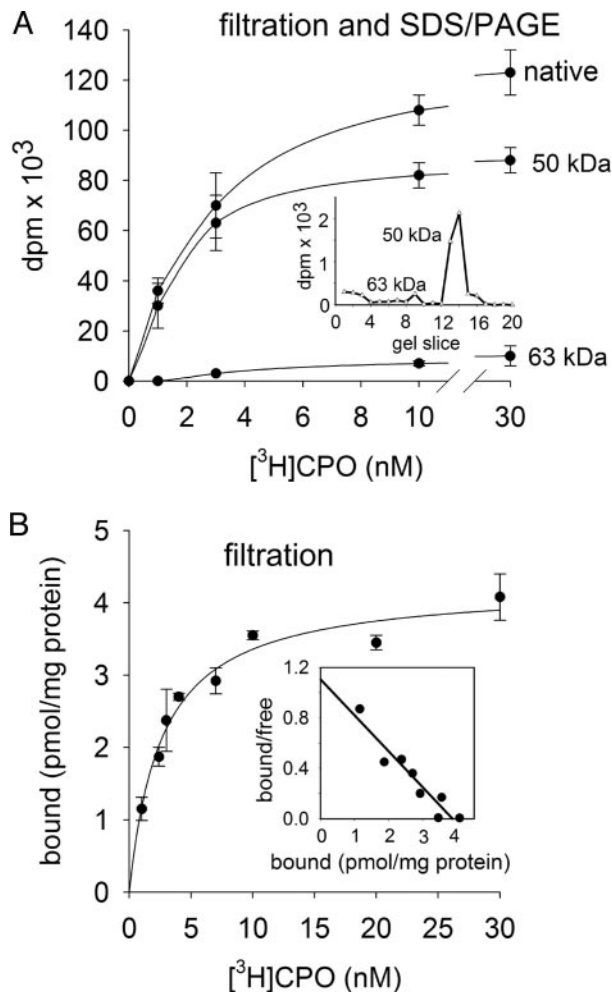 A
filtration and SDS/PAGE
140
120
100
80
60
40
20
0
dpm x 10³
native
50 kDa
63 kDa
2
1
0
dpm x 10³
50 kDa
63 kDa
0 4 8 12 16 20
gel slice
0 2 4 6 8 10 30
[³H]CPO (nM)
B
filtration
5
4
3
2
1
0
bound (pmol/mg protein)
1.2
0.8
0.4
0.0
bound/free
0 1 2 3 4
bound (pmol/mg protein)
0 5 10 15 20 25 30
[³H]CPO (nM)